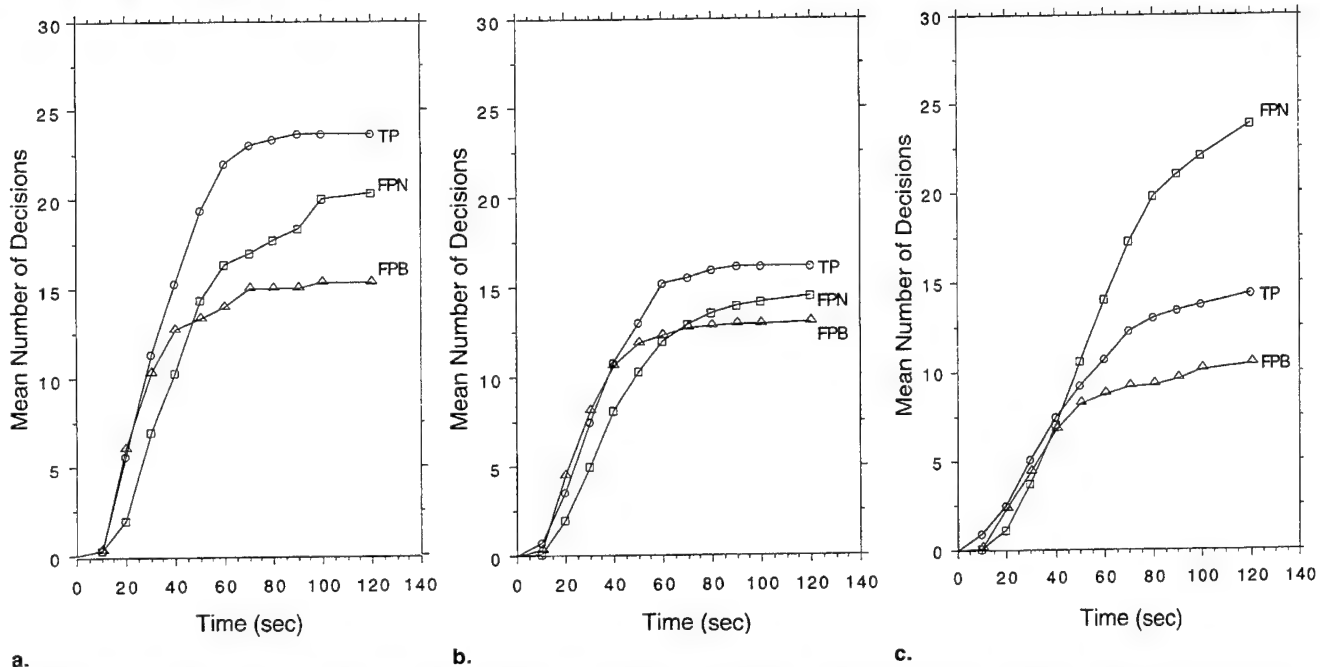 30
25
20
15
10
5
0
Mean Number of Decisions
TP
FPN
FPB
0 20 40 60 80 100 120 140
Time (sec)
a.
30
25
20
15
10
5
0
Mean Number of Decisions
TP
FPN
FPB
0 20 40 60 80 100 120 140
Time (sec)
b.
30
25
20
15
10
5
0
Mean Number of Decisions
FPN
TP
FPB
0 20 40 60 80 100 120 140
Time (sec)
c.